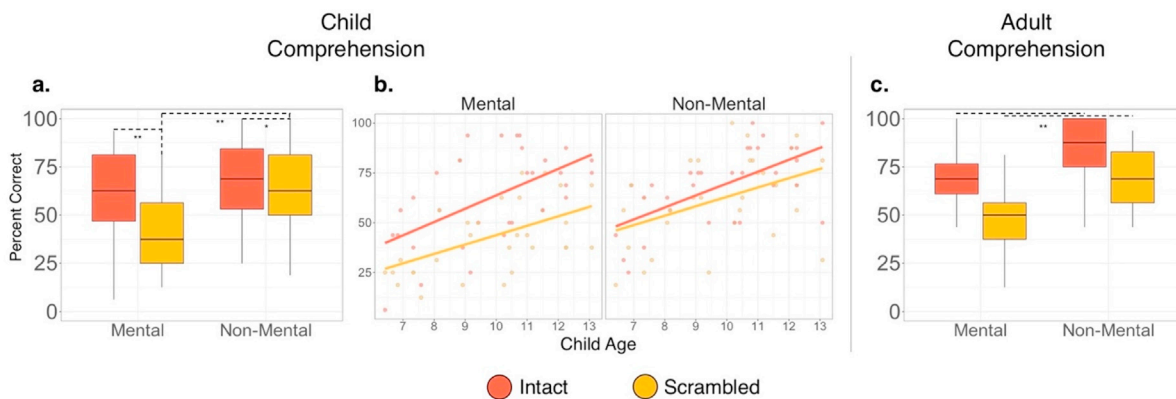 Child
Comprehension
Adult
Comprehension
a.
b.
c.
Percent Correct
100
75
50
25
0
**
**
*
Mental
Non-Mental
Mental
Non-Mental
100
75
50
25
7
8
9
10
11
12
13
7
8
9
10
11
12
13
Child Age
100
75
50
25
0
**
Mental
Non-Mental
Intact
Scrambled